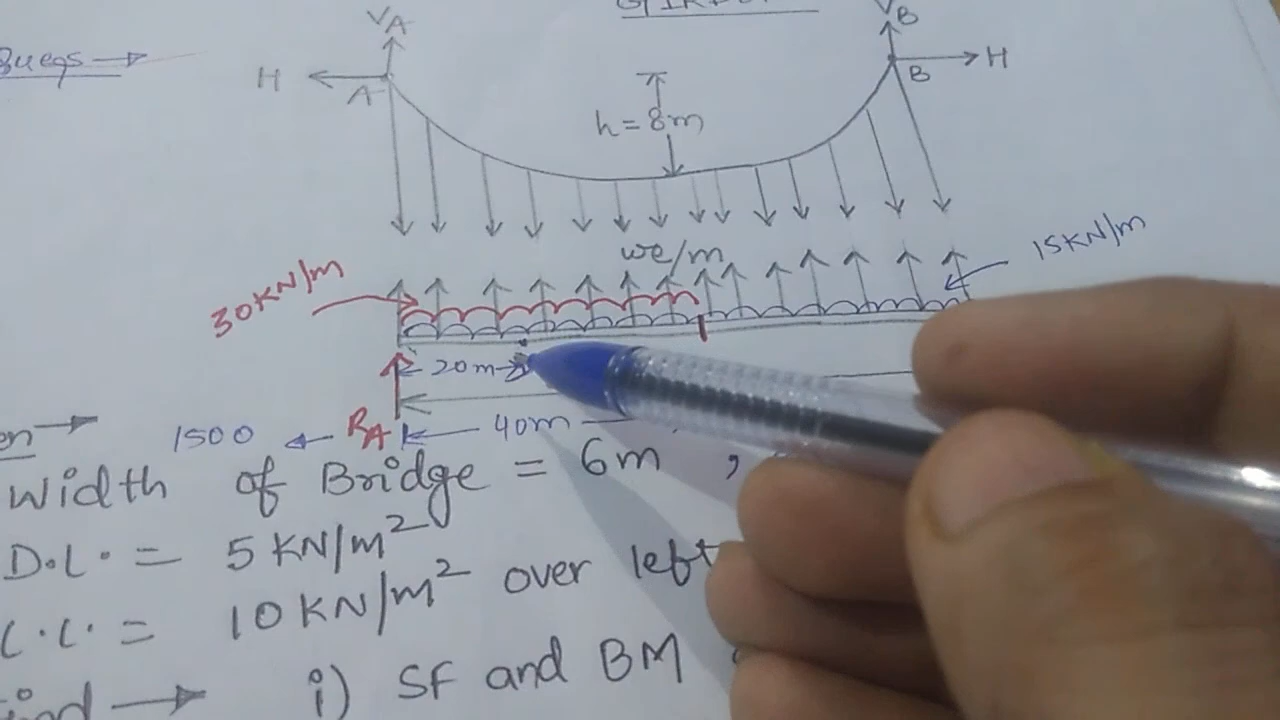 VA
VB
H
A
B
H
h = 8m
we/m
15KN/m
30KN/m
20m
40m
1500 ← RA
Width of Bridge = 6m ,
D.L. = 5 KN/m²
L.L. = 10 KN/m² over left
i) SF and BM